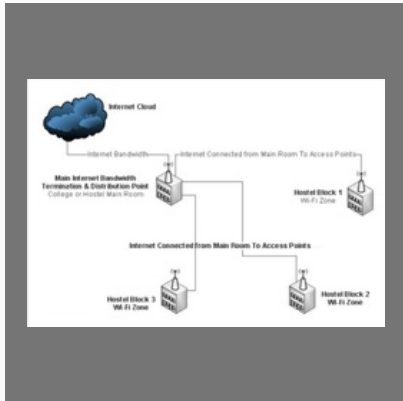 Internet Cloud
Internet Bandwidth
Internet Connected from Main Room To Access Points
Main Internet Bandwidth
Termination & Distribution Point
College or Hostel Main Room
Hostel Block 1
Wi-Fi Zone
Internet Connected from Main Room To Access Points
Hostel Block 3
Wi-Fi Zone
Hostel Block 2
Wi-Fi Zone